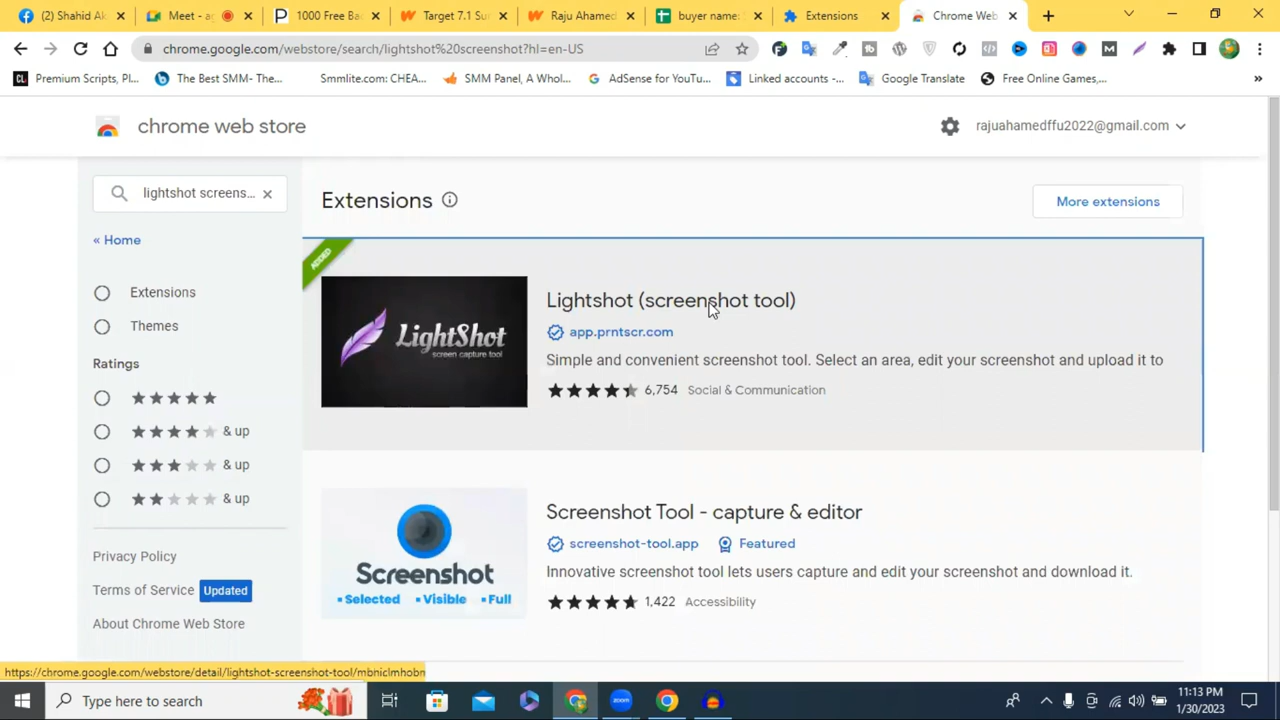 (2) Shahid Ak
Meet - a
1000 Free Ba
Target 7.1 Su
Raju Ahamed
buyer name:
Extensions
Chrome Web
chrome.google.com/webstore/search/lightshot%20screenshot?hl=en-US
Premium Scripts, Pl...
The Best SMM- The...
Smmlite.com: CHEA...
SMM Panel, A Whol...
AdSense for YouTu...
Linked accounts -...
Google Translate
Free Online Games,...
chrome web store
rajuahamedffu2022@gmail.com
lightshot screens...
« Home
Extensions
Themes
Ratings
& up
& up
& up
Privacy Policy
Terms of Service Updated
About Chrome Web Store
Extensions
More extensions
ADDED
LightShot
screen capture tool
Lightshot (screenshot tool)
app.prntscr.com
Simple and convenient screenshot tool. Select an area, edit your screenshot and upload it to
6,754 Social & Communication
Screenshot
Selected Visible Full
Screenshot Tool - capture & editor
screenshot-tool.app Featured
Innovative screenshot tool lets users capture and edit your screenshot and download it.
1,422 Accessibility
https://chrome.google.com/webstore/detail/lightshot-screenshot-tool/mbniclmhobn
Type here to search
zoom
11:13 PM
1/30/2023